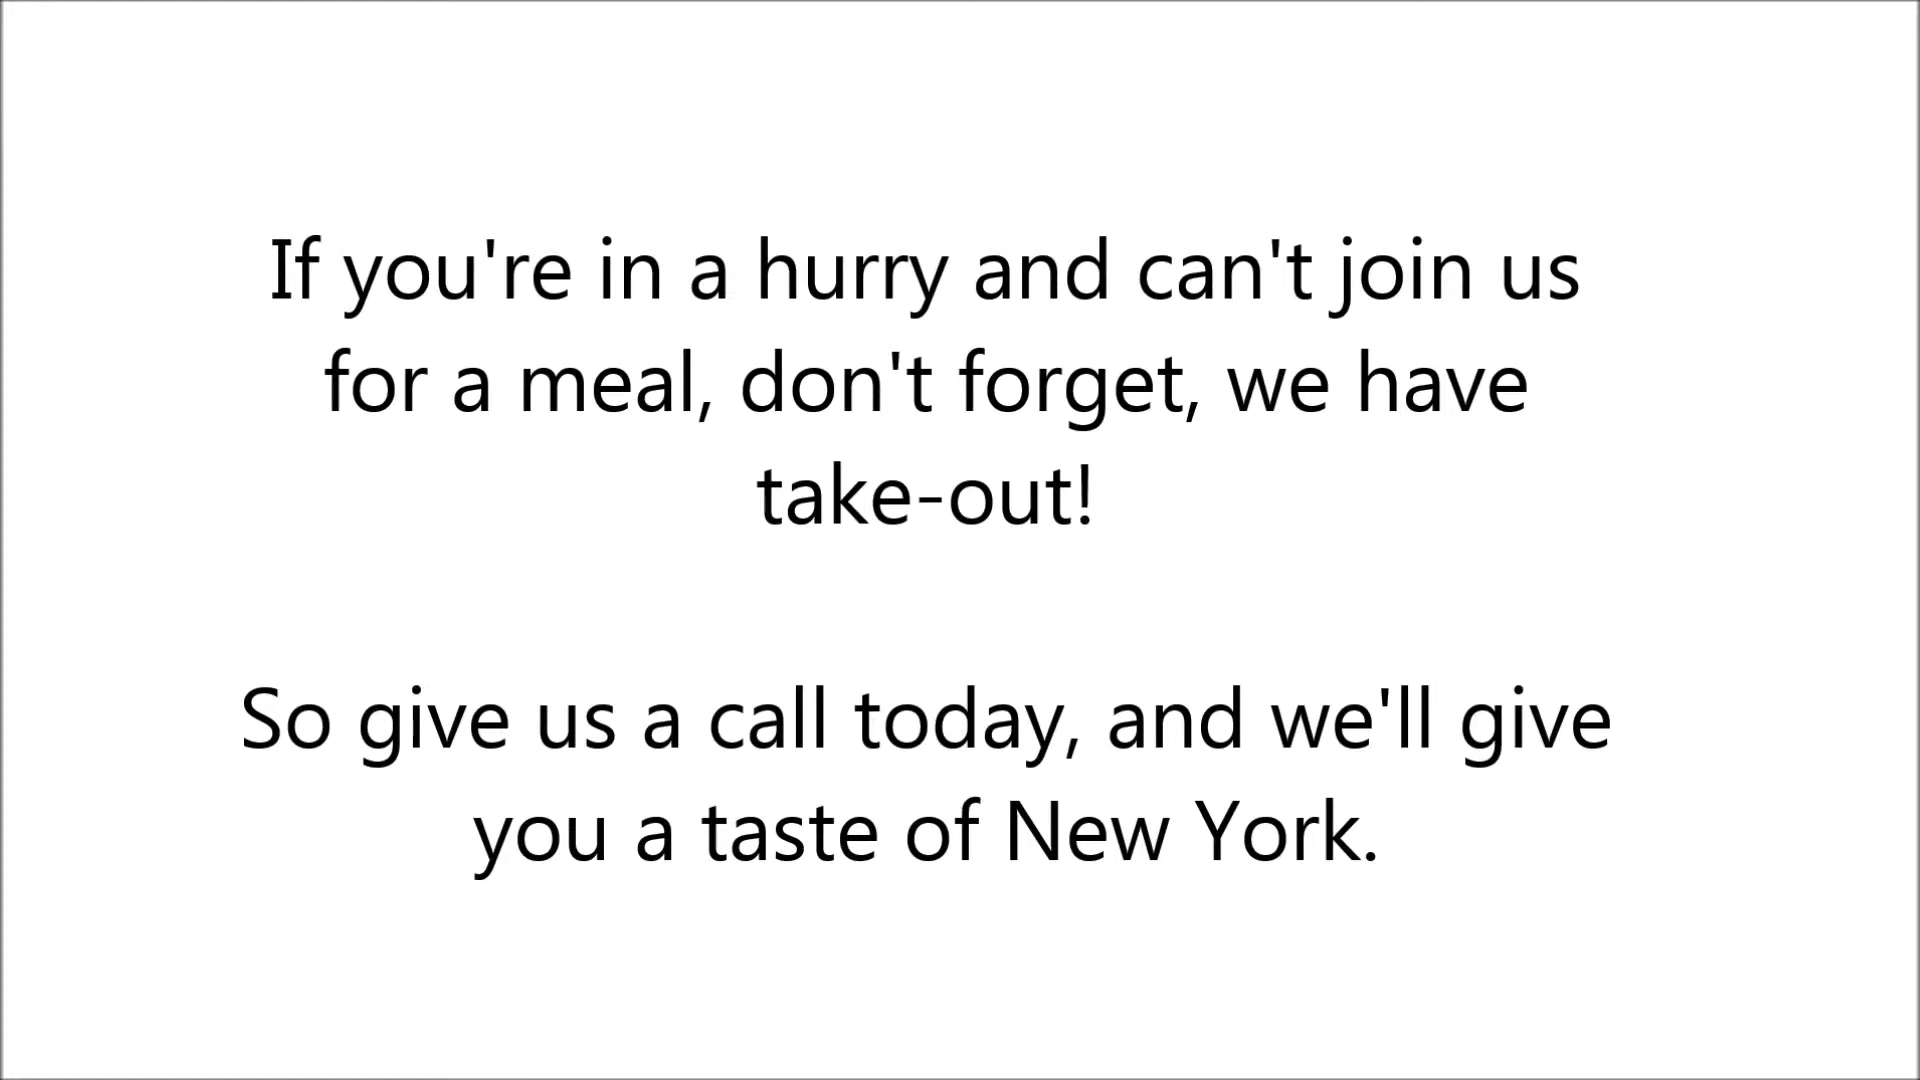 If you're in a hurry and can't join us
for a meal, don't forget, we have
take-out!
So give us a call today, and we'll give
you a taste of New York.